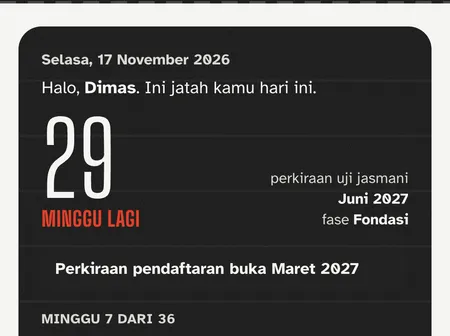 Selasa, 17 November 2026
Halo, Dimas. Ini jatah kamu hari ini.
29
MINGGU LAGI
perkiraan uji jasmani
Juni 2027
fase Fondasi
Perkiraan pendaftaran buka Maret 2027
MINGGU 7 DARI 36